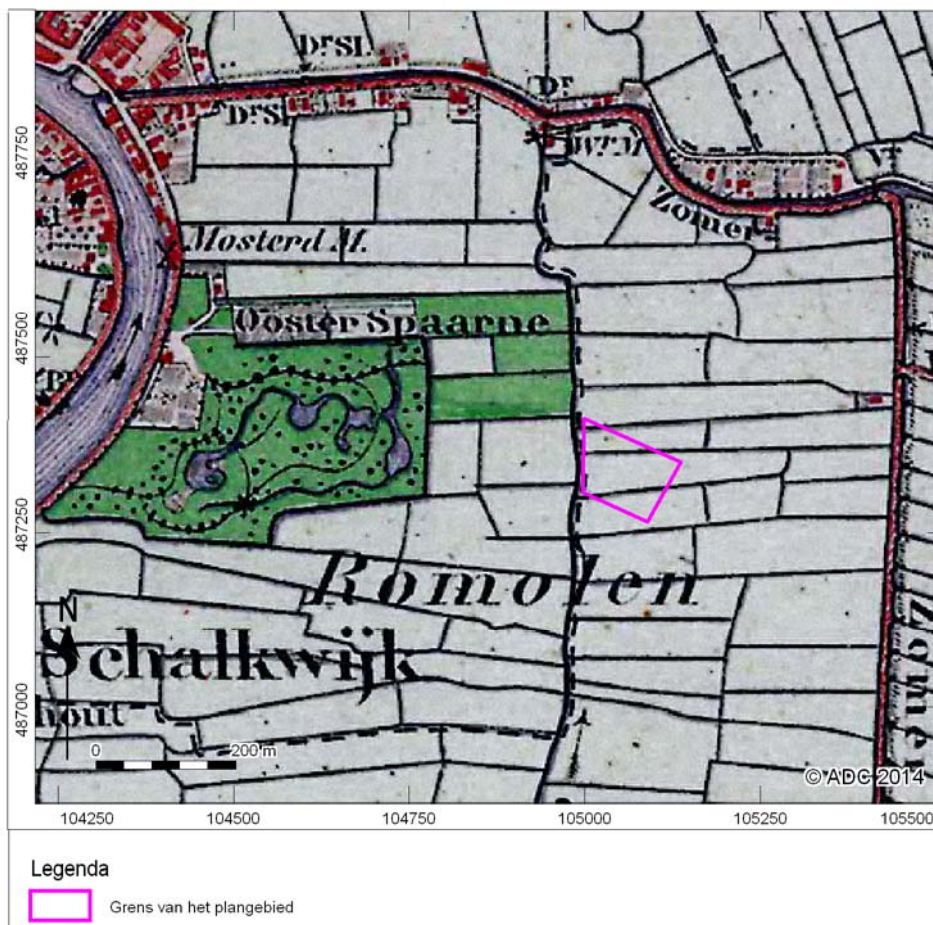 Dr Sl.
Dr Sl
Dr
Wr M
Zomer
Mosterd M.
Ooster Spaarne
Romolen
Schalkwijk
hout
Zomer
N
0 200 m
© ADC 2014
487750
487500
487250
487000
104250 104500 104750 105000 105250 105500
Legenda
Grens van het plangebied